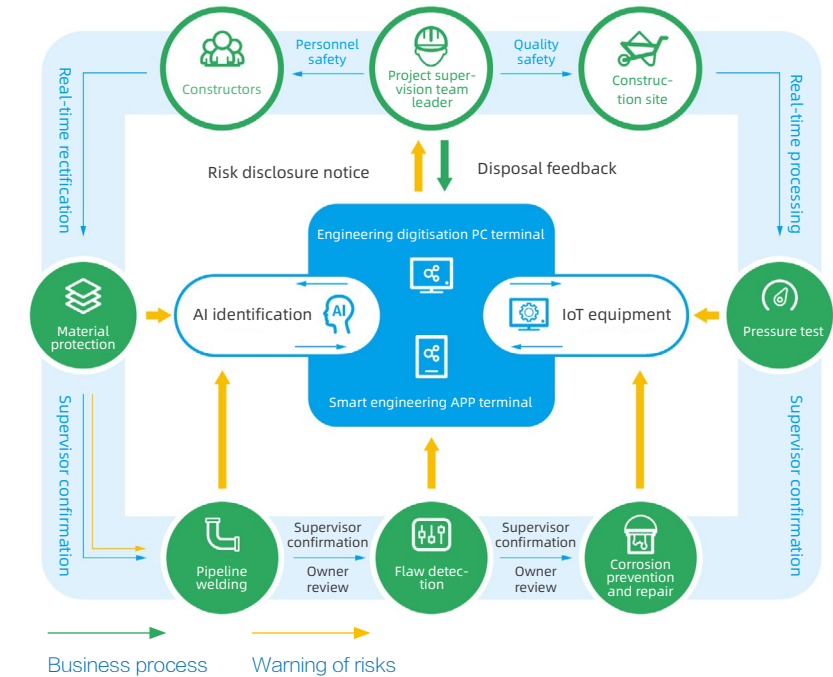 Constructors
Personnel
safety
Project super-
vision team
leader
Quality
safety
Construc-
tion site
Real-time rectification
Real-time processing
Risk disclosure notice
Disposal feedback
Engineering digitisation PC terminal
Material
protection
AI identification
AI
IoT equipment
Pressure test
Smart engineering APP terminal
Supervisor confirmation
Supervisor confirmation
Pipeline
welding
Supervisor
confirmation
Owner
review
Flaw detec-
tion
Supervisor
confirmation
Owner
review
Corrosion
prevention
and repair
Business process
Warning of risks